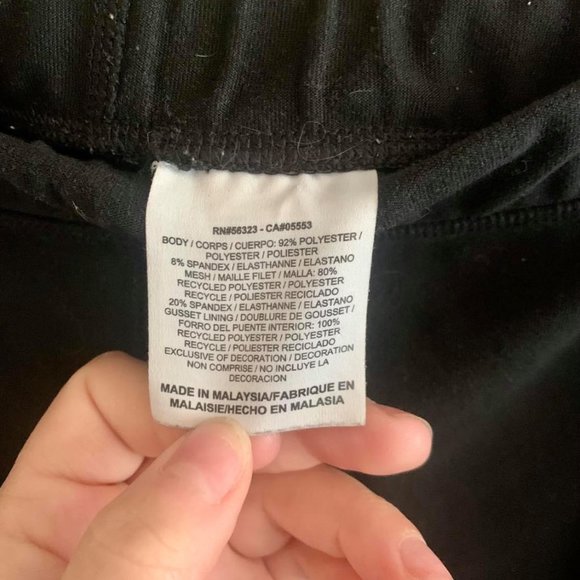 RN#56323 - CA#05553
BODY / CORPS / CUERPO: 92% POLYESTER /
POLYESTER / POLIESTER
8% SPANDEX / ELASTHANNE / ELASTANO
MESH / MAILLE FILET / MALLA: 80%
RECYCLED POLYESTER / POLYESTER
RECYCLE / POLIESTER RECICLADO
20% SPANDEX / ELASTHANNE / ELASTANO
GUSSET LINING / DOUBLURE DE GOUSSET /
FORRO DEL PUENTE INTERIOR: 100%
RECYCLED POLYESTER / POLYESTER
RECYCLE / POLIESTER RECICLADO
EXCLUSIVE OF DECORATION / DECORATION
NON COMPRISE / NO INCLUYE LA
DECORACION
MADE IN MALAYSIA/FABRIQUE EN
MALAISIE/HECHO EN MALASIA